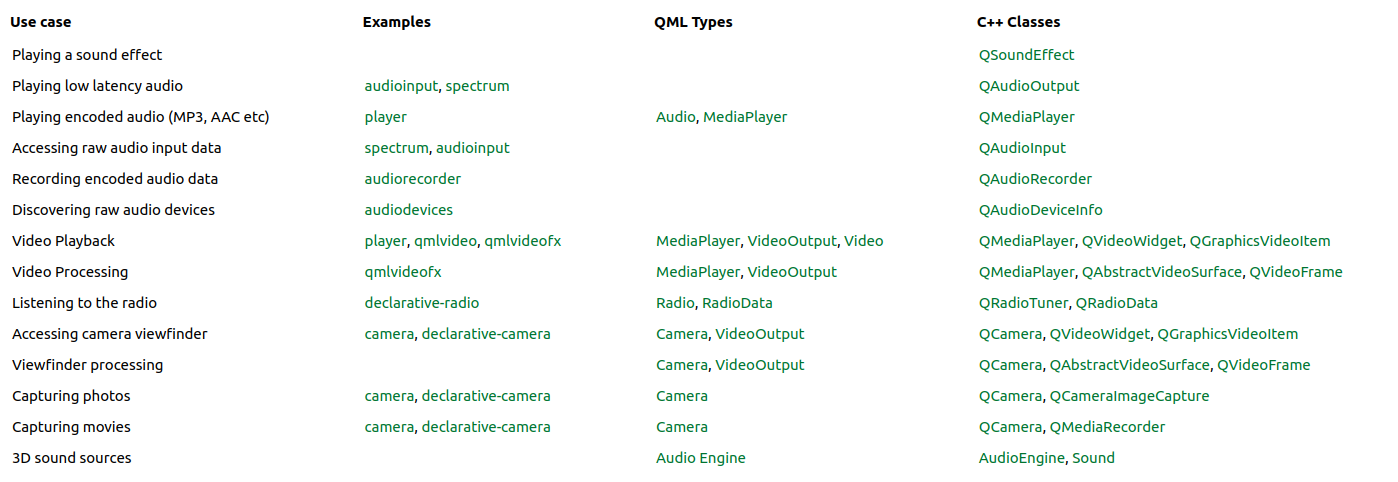 Use case Examples QML Types C++ Classes
Playing a sound effect QSoundEffect
Playing low latency audio audioinput, spectrum QAudioOutput
Playing encoded audio (MP3, AAC etc) player Audio, MediaPlayer QMediaPlayer
Accessing raw audio input data spectrum, audioinput QAudioInput
Recording encoded audio data audiorecorder QAudioRecorder
Discovering raw audio devices audiodevices QAudioDeviceInfo
Video Playback player, qmlvideo, qmlvideofx MediaPlayer, VideoOutput, Video QMediaPlayer, QVideoWidget, QGraphicsVideoItem
Video Processing qmlvideofx MediaPlayer, VideoOutput QMediaPlayer, QAbstractVideoSurface, QVideoFrame
Listening to the radio declarative-radio Radio, RadioData QRadioTuner, QRadioData
Accessing camera viewfinder camera, declarative-camera Camera, VideoOutput QCamera, QVideoWidget, QGraphicsVideoItem
Viewfinder processing Camera, VideoOutput QCamera, QAbstractVideoSurface, QVideoFrame
Capturing photos camera, declarative-camera Camera QCamera, QCameraImageCapture
Capturing movies camera, declarative-camera Camera QCamera, QMediaRecorder
3D sound sources Audio Engine AudioEngine, Sound